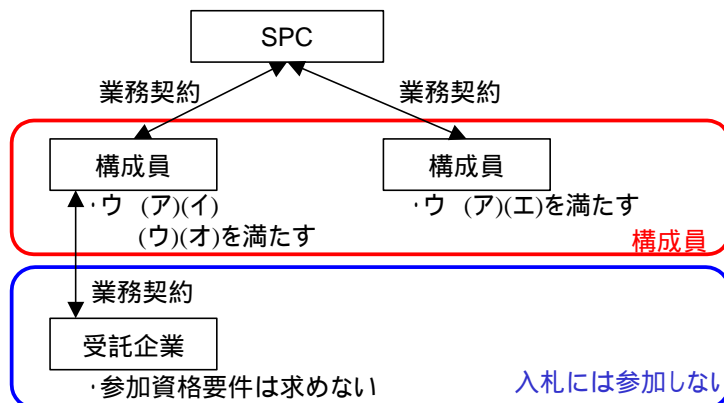 SPC
業務契約
業務契約
構成員
構成員
・ウ (ア)(イ)
(ウ)(オ)を満たす
・ウ (ア)(エ)を満たす
構成員
業務契約
受託企業
・参加資格要件は求めない
入札には参加しない